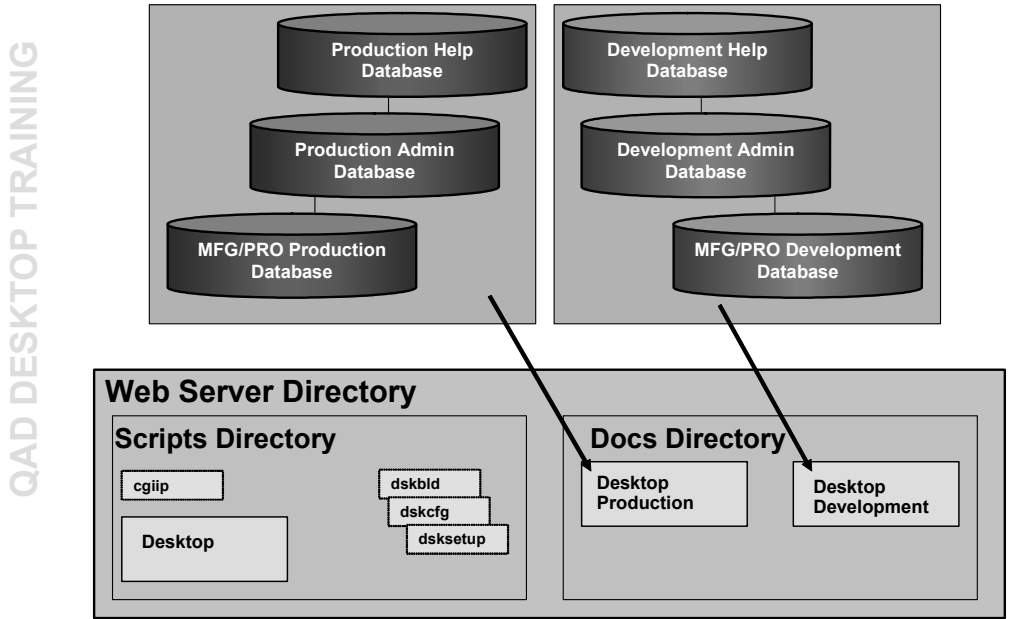 QAD DESKTOP TRAINING
Production Help
Database
Production Admin
Database
MFG/PRO Production
Database
Development Help
Database
Development Admin
Database
MFG/PRO Development
Database
Web Server Directory
Scripts Directory
cgiip
Desktop
dskbld
dskcfg
dsksetup
Docs Directory
Desktop
Production
Desktop
Development